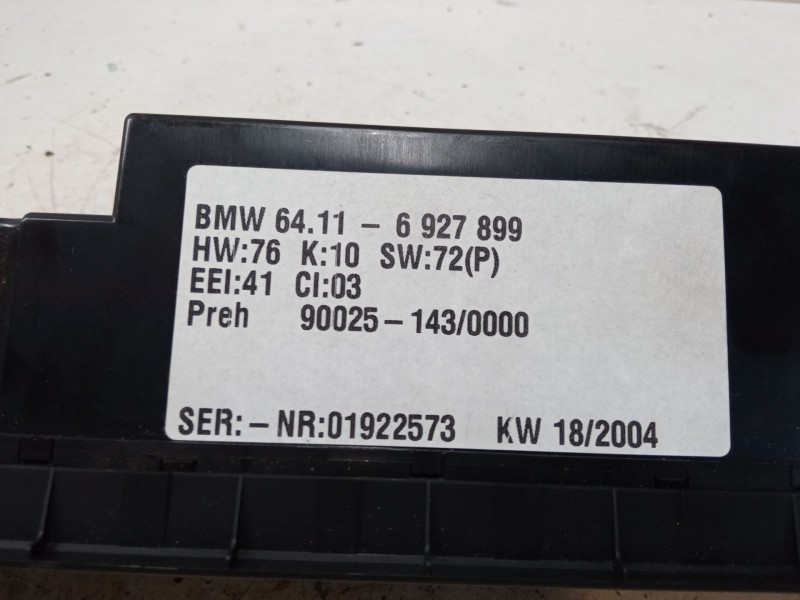 BMW 64.11 - 6 927 899
HW:76 K:10 SW:72(P)
EEI:41 CI:03
Preh 90025-143/0000
SER:-NR:01922573 KW 18/2004